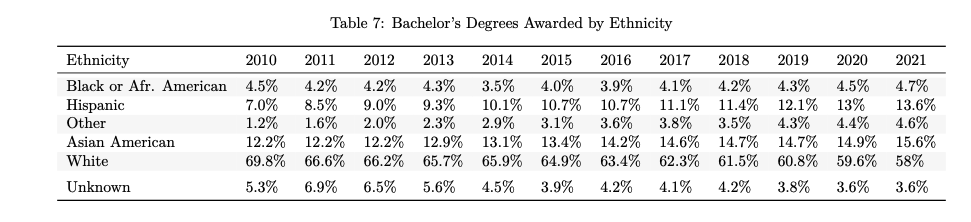 Table 7: Bachelor's Degrees Awarded by Ethnicity
Ethnicity 2010 2011 2012 2013 2014 2015 2016 2017 2018 2019 2020 2021
Black or Afr. American 4.5% 4.2% 4.2% 4.3% 3.5% 4.0% 3.9% 4.1% 4.2% 4.3% 4.5% 4.7%
Hispanic 7.0% 8.5% 9.0% 9.3% 10.1% 10.7% 10.7% 11.1% 11.4% 12.1% 13% 13.6%
Other 1.2% 1.6% 2.0% 2.3% 2.9% 3.1% 3.6% 3.8% 3.5% 4.3% 4.4% 4.6%
Asian American 12.2% 12.2% 12.2% 12.9% 13.1% 13.4% 14.2% 14.6% 14.7% 14.7% 14.9% 15.6%
White 69.8% 66.6% 66.2% 65.7% 65.9% 64.9% 63.4% 62.3% 61.5% 60.8% 59.6% 58%
Unknown 5.3% 6.9% 6.5% 5.6% 4.5% 3.9% 4.2% 4.1% 4.2% 3.8% 3.6% 3.6%